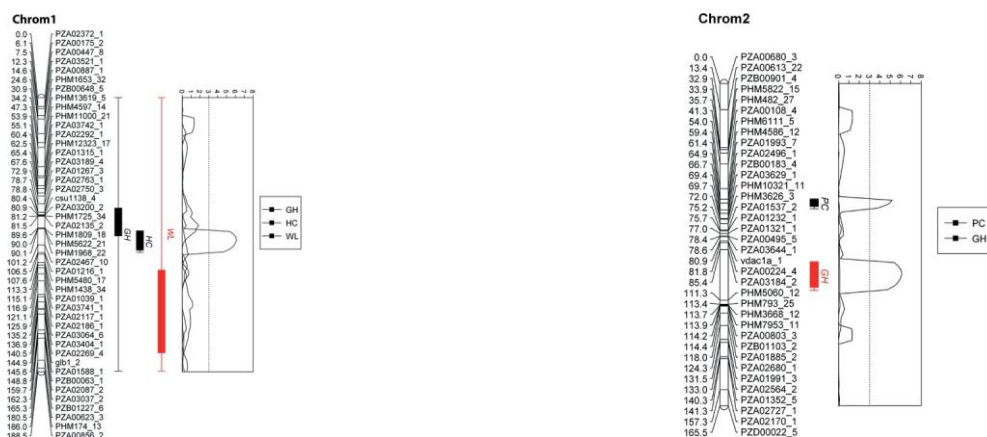 Chrom1
0.0 PZA02372_1
6.1 PZA00175_2
7.5 PZA00447_8
12.3 PZA03521_1
14.6 PZA00887_1
24.6 PHM1653_32
30.9 PZB00648_5
34.2 PHM13619_5
47.3 PHM4597_14
53.9 PHM11000_21
55.1 PZA03742_1
60.4 PZA02292_1
62.5 PHM12323_17
65.4 PZA01315_1
67.6 PZA03189_4
72.9 PZA01267_3
78.7 PZA02763_1
78.8 PZA02750_3
80.4 csu1138_4
80.9 PZA03200_2
81.2 PHM1725_34
81.5 PZA02135_2
89.6 PHM1809_18
90.0 PHM5622_21
90.1 PHM1968_22
101.2 PZA02467_10
106.5 PZA01216_1
107.6 PHM5480_17
113.3 PHM1438_34
115.1 PZA01039_1
116.9 PZA03741_1
121.1 PZA02117_1
125.9 PZA02186_1
135.2 PZA03064_6
136.9 PZA03404_1
140.5 PZA02269_4
144.9 glb1_2
145.6 PZA01588_1
148.8 PZB00063_1
159.7 PZA02087_2
162.3 PZA03037_2
165.3 PZB01227_6
180.5 PZA00623_3
186.0 PHM174_13
188.5 PZA00856_2
GH
HC
WL
0 1 2 3 4 5 6 7 8
GH
HC
WL
Chrom2
0.0 PZA00680_3
13.4 PZA00613_22
32.9 PZB00901_4
33.9 PHM5822_15
35.7 PHM482_27
41.3 PZA00108_4
54.0 PHM6111_5
59.4 PHM4586_12
61.4 PZA01993_7
64.9 PZA02496_1
66.7 PZB00183_4
69.4 PZA03629_1
69.7 PHM10321_11
72.0 PHM3626_3
75.2 PZA01537_2
75.7 PZA01232_1
77.0 PZA01321_1
78.4 PZA00495_5
78.6 PZA03644_1
80.9 vdac1a_1
81.8 PZA00224_4
85.4 PZA03184_2
111.3 PHM5060_12
113.4 PHM793_25
113.7 PHM3668_12
113.9 PHM7953_11
114.2 PZA00803_3
114.4 PZB01103_2
118.0 PZA01885_2
124.3 PZA02680_1
131.5 PZA01991_3
133.0 PZA02564_2
140.3 PZA01352_5
141.3 PZA02727_1
157.3 PZA02170_1
165.5 PZD00022_5
PC
GH
0 1 2 3 4 5 6 7 8
PC
GH